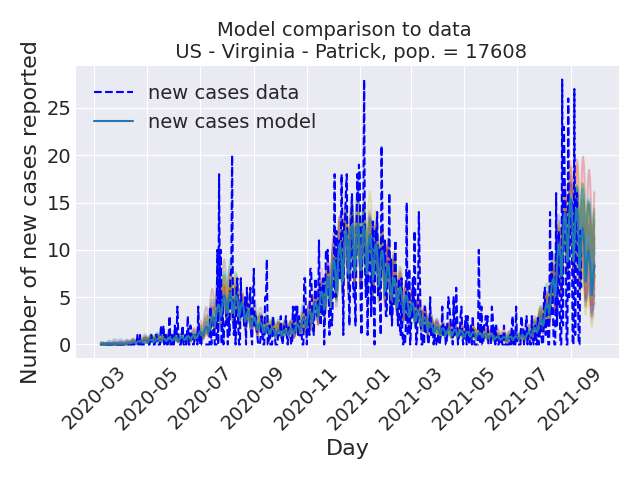 Model comparison to data
US - Virginia - Patrick, pop. = 17608
Number of new cases reported
new cases data
new cases model
25
20
15
10
5
0
2020-03
2020-05
2020-07
2020-09
2020-11
2021-01
2021-03
2021-05
2021-07
2021-09
Day